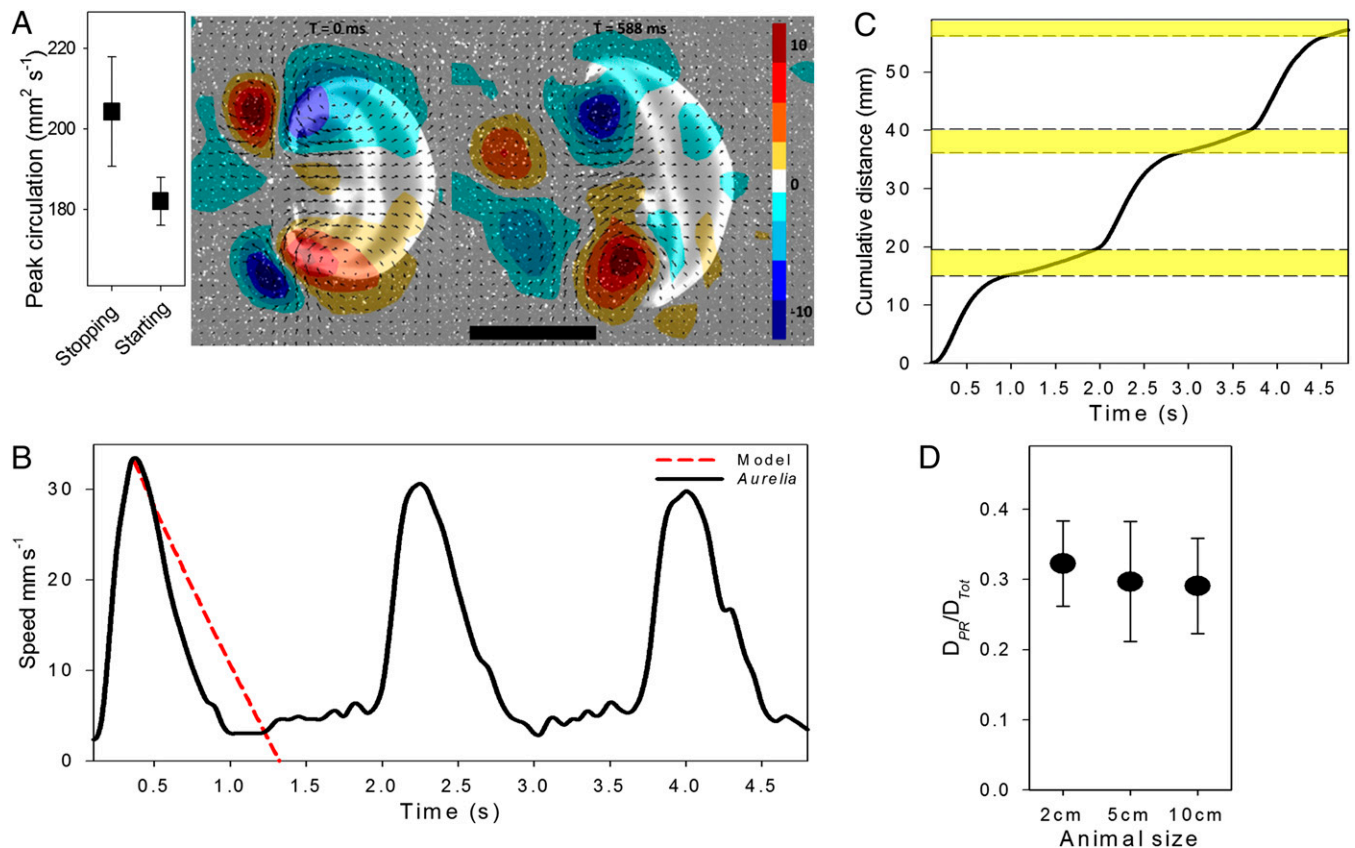 A
Peak circulation (mm² s⁻¹)
220
200
180
Stopping
Starting
T = 0 ms
T = 588 ms
10
0
-10
B
Speed mm s⁻¹
30
20
10
0
Model
Aurelia
0.5
1.0
1.5
2.0
2.5
3.0
3.5
4.0
4.5
Time (s)
C
Cumulative distance (mm)
50
40
30
20
10
0
0.5
1.0
1.5
2.0
2.5
3.0
3.5
4.0
4.5
Time (s)
D
D_PR/D_Tot
0.4
0.3
0.2
0.1
0.0
2cm
5cm
10cm
Animal size